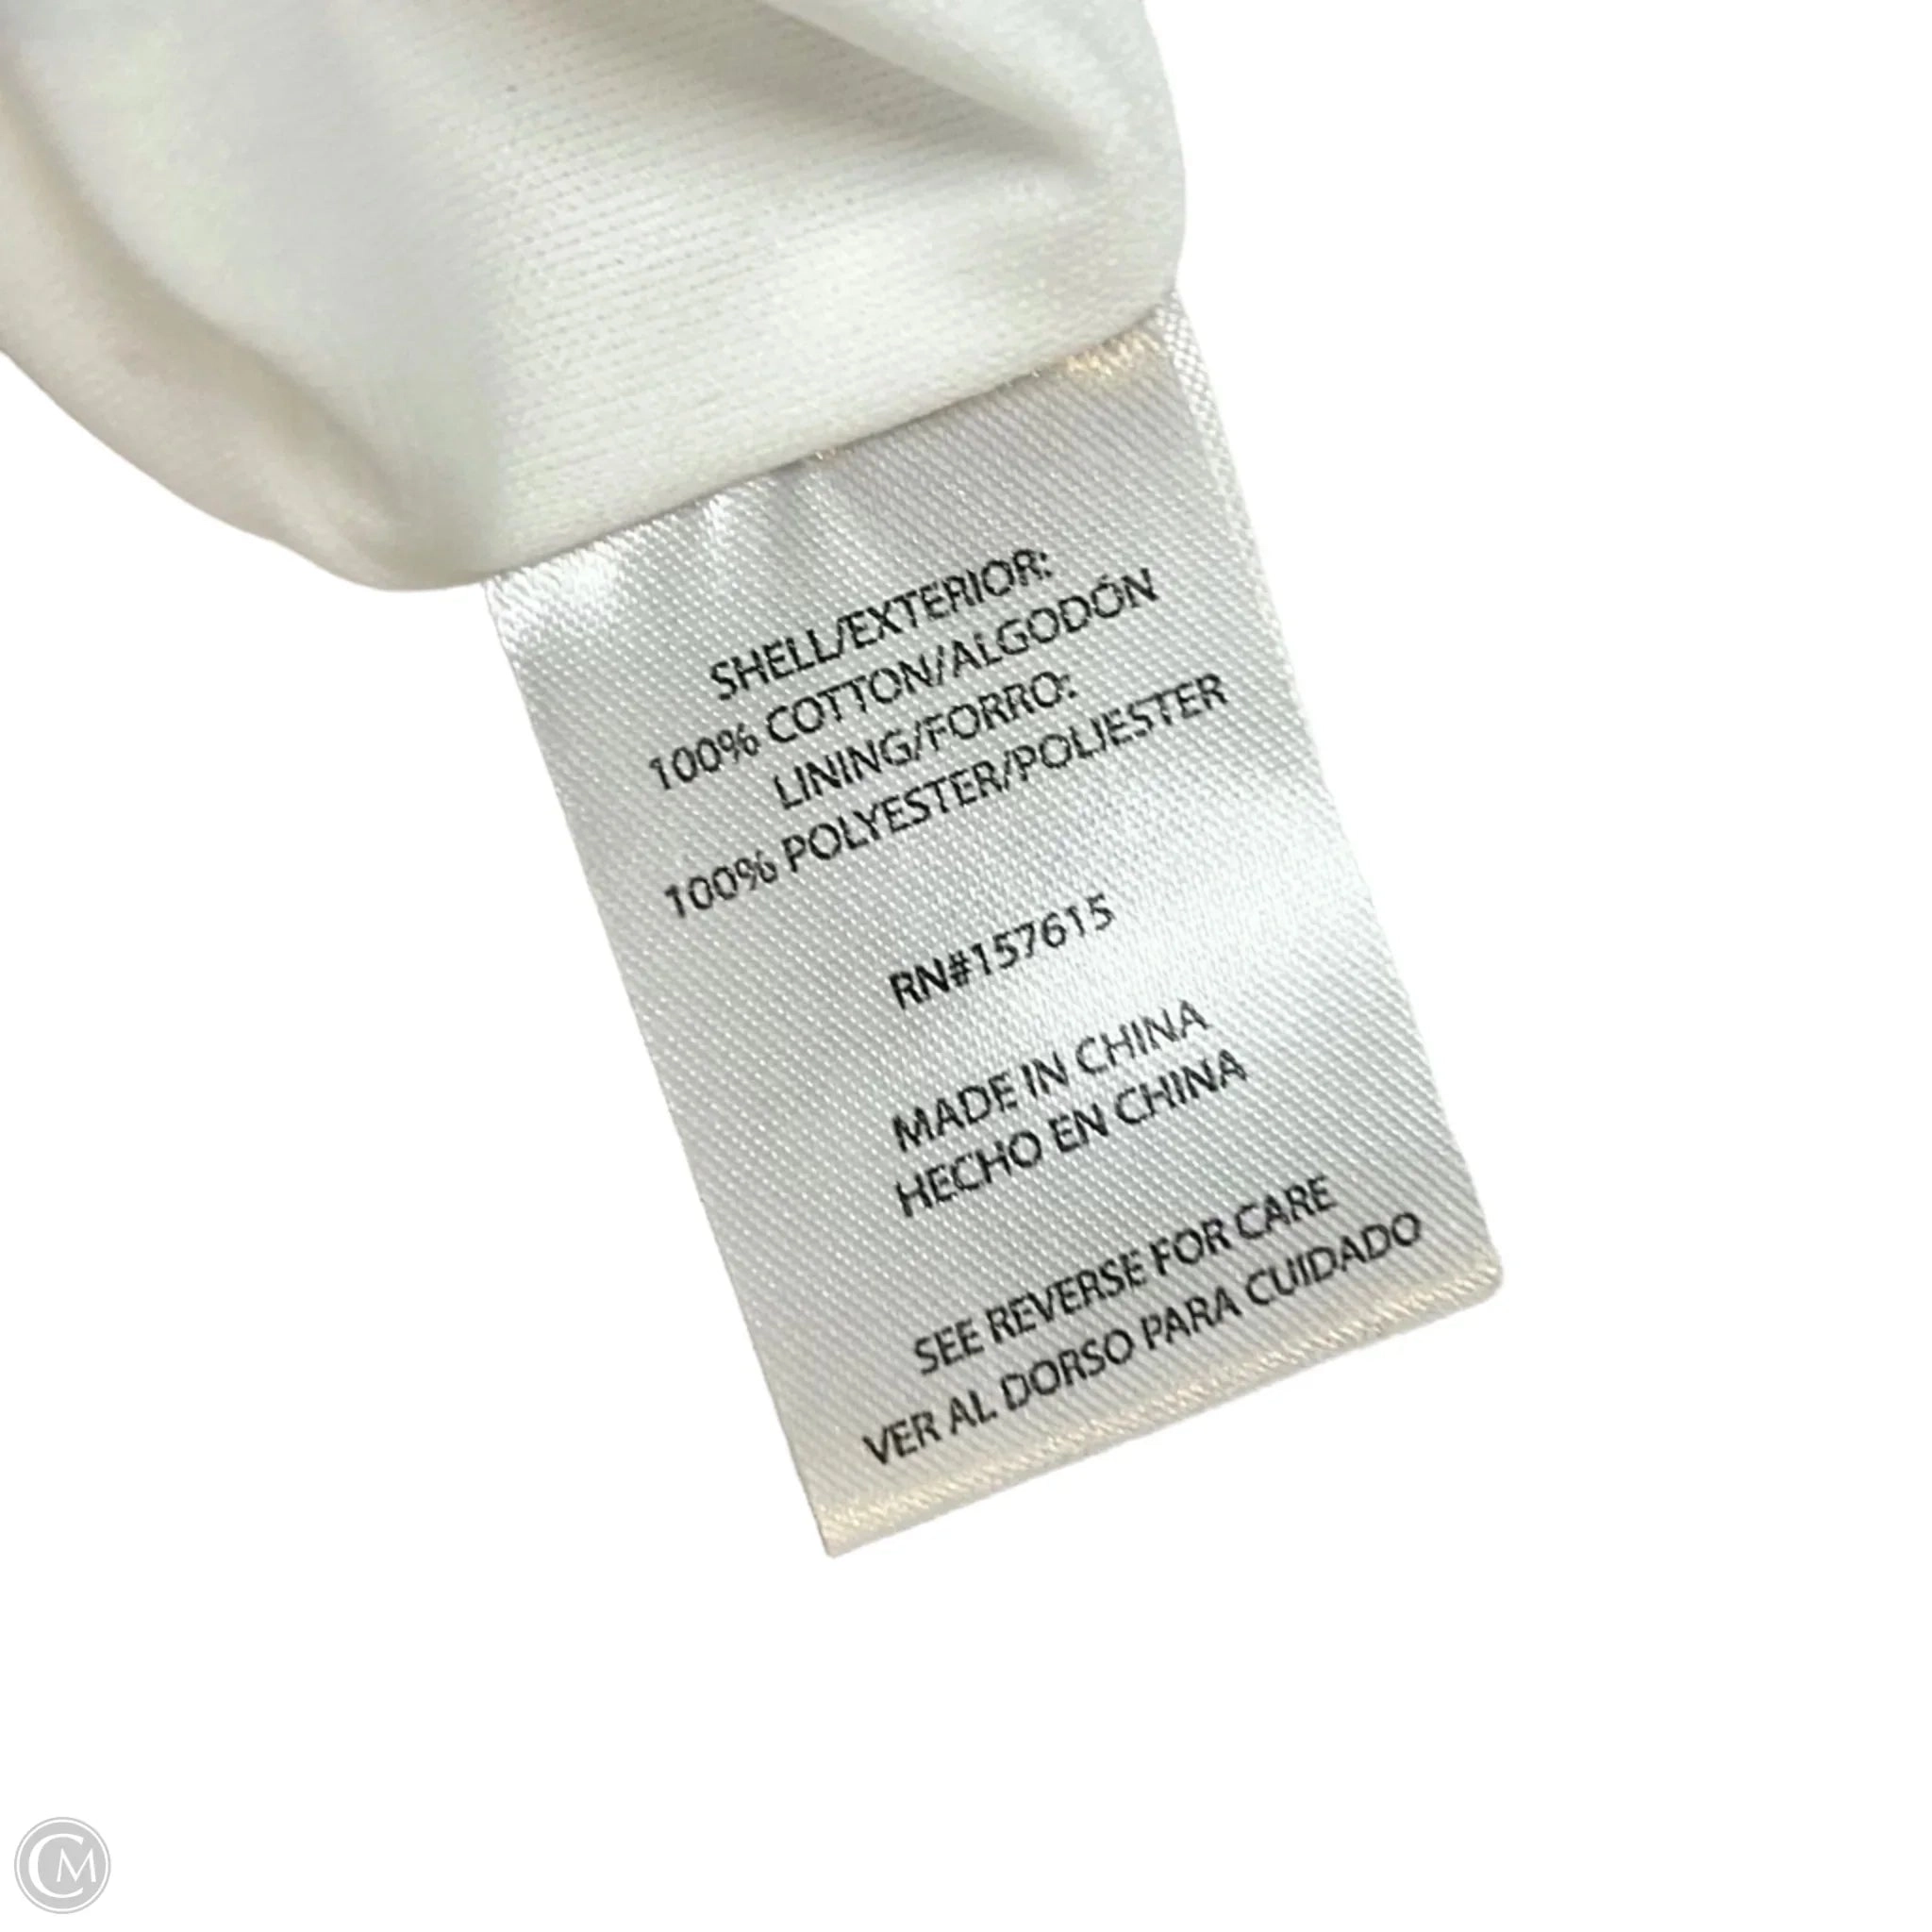 SHELL/EXTERIOR:
100% COTTON/ALGODÓN
LINING/FORRO:
100% POLYESTER/POLIESTER
RN#157615
MADE IN CHINA
HECHO EN CHINA
SEE REVERSE FOR CARE
VER AL DORSO PARA CUIDADO
CM